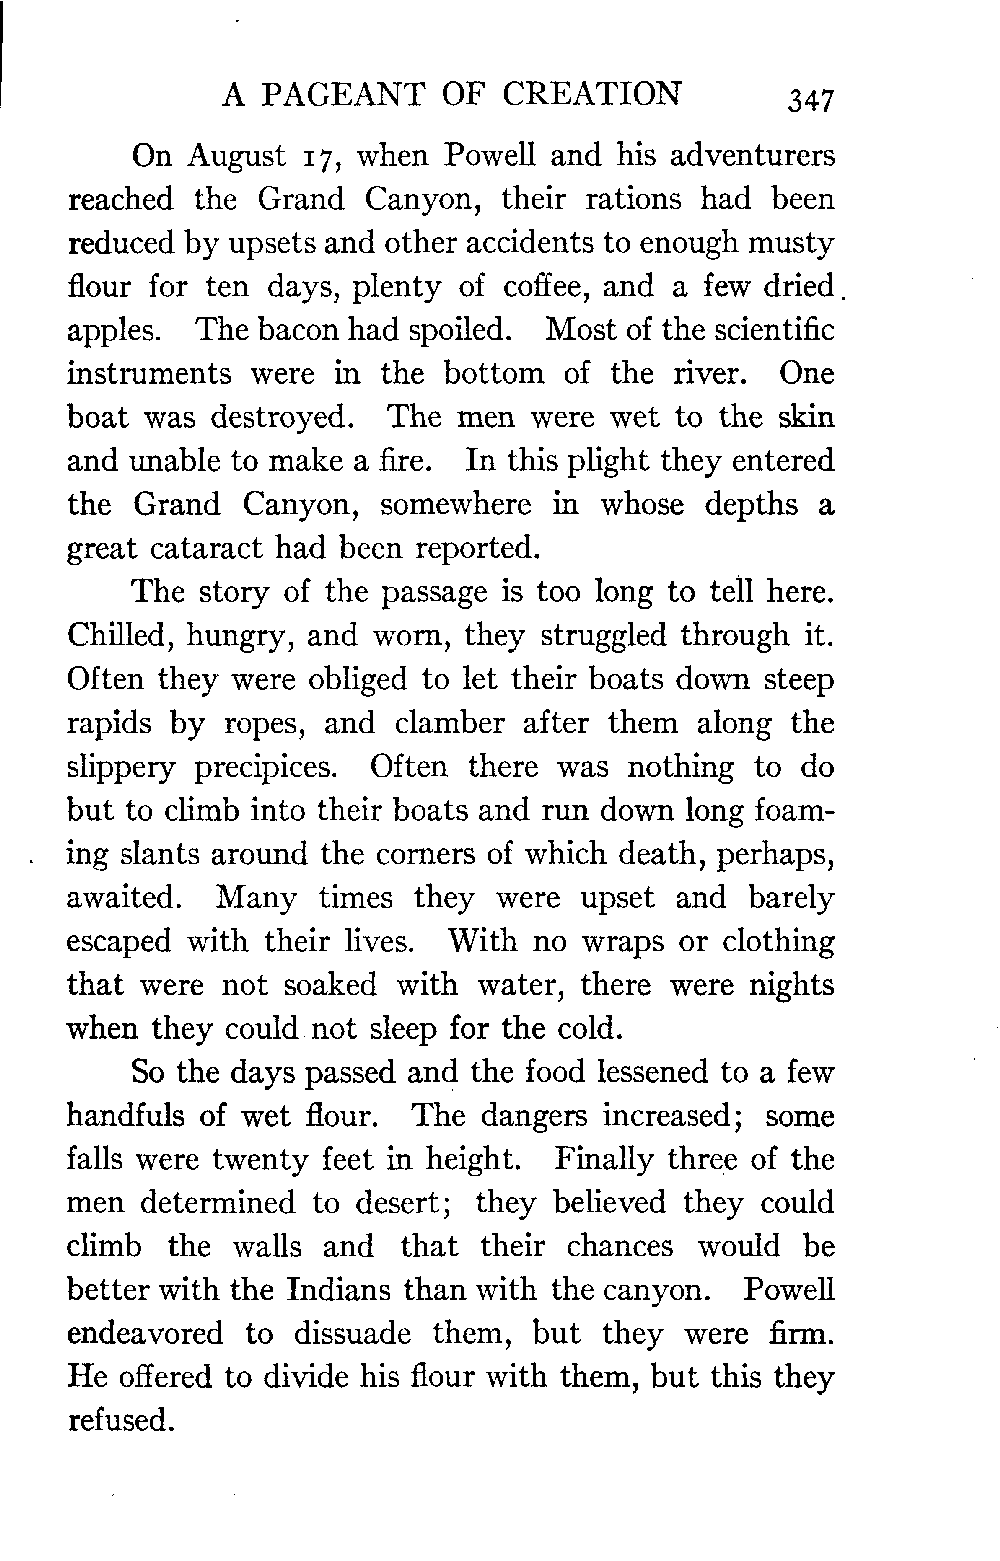 A PAGEANT OF CREATION 347
On August 17, when Powell and his adventurers
reached the Grand Canyon, their rations had been
reduced by upsets and other accidents to enough musty
flour for ten days, plenty of coffee, and a few dried
apples. The bacon had spoiled. Most of the scientific
instruments were in the bottom of the river. One
boat was destroyed. The men were wet to the skin
and unable to make a fire. In this plight they entered
the Grand Canyon, somewhere in whose depths a
great cataract had been reported.
The story of the passage is too long to tell here.
Chilled, hungry, and worn, they struggled through it.
Often they were obliged to let their boats down steep
rapids by ropes, and clamber after them along the
slippery precipices. Often there was nothing to do
but to climb into their boats and run down long foam-
ing slants around the corners of which death, perhaps,
awaited. Many times they were upset and barely
escaped with their lives. With no wraps or clothing
that were not soaked with water, there were nights
when they could not sleep for the cold.
So the days passed and the food lessened to a few
handfuls of wet flour. The dangers increased; some
falls were twenty feet in height. Finally three of the
men determined to desert; they believed they could
climb the walls and that their chances would be
better with the Indians than with the canyon. Powell
endeavored to dissuade them, but they were firm.
He offered to divide his flour with them, but this they
refused.